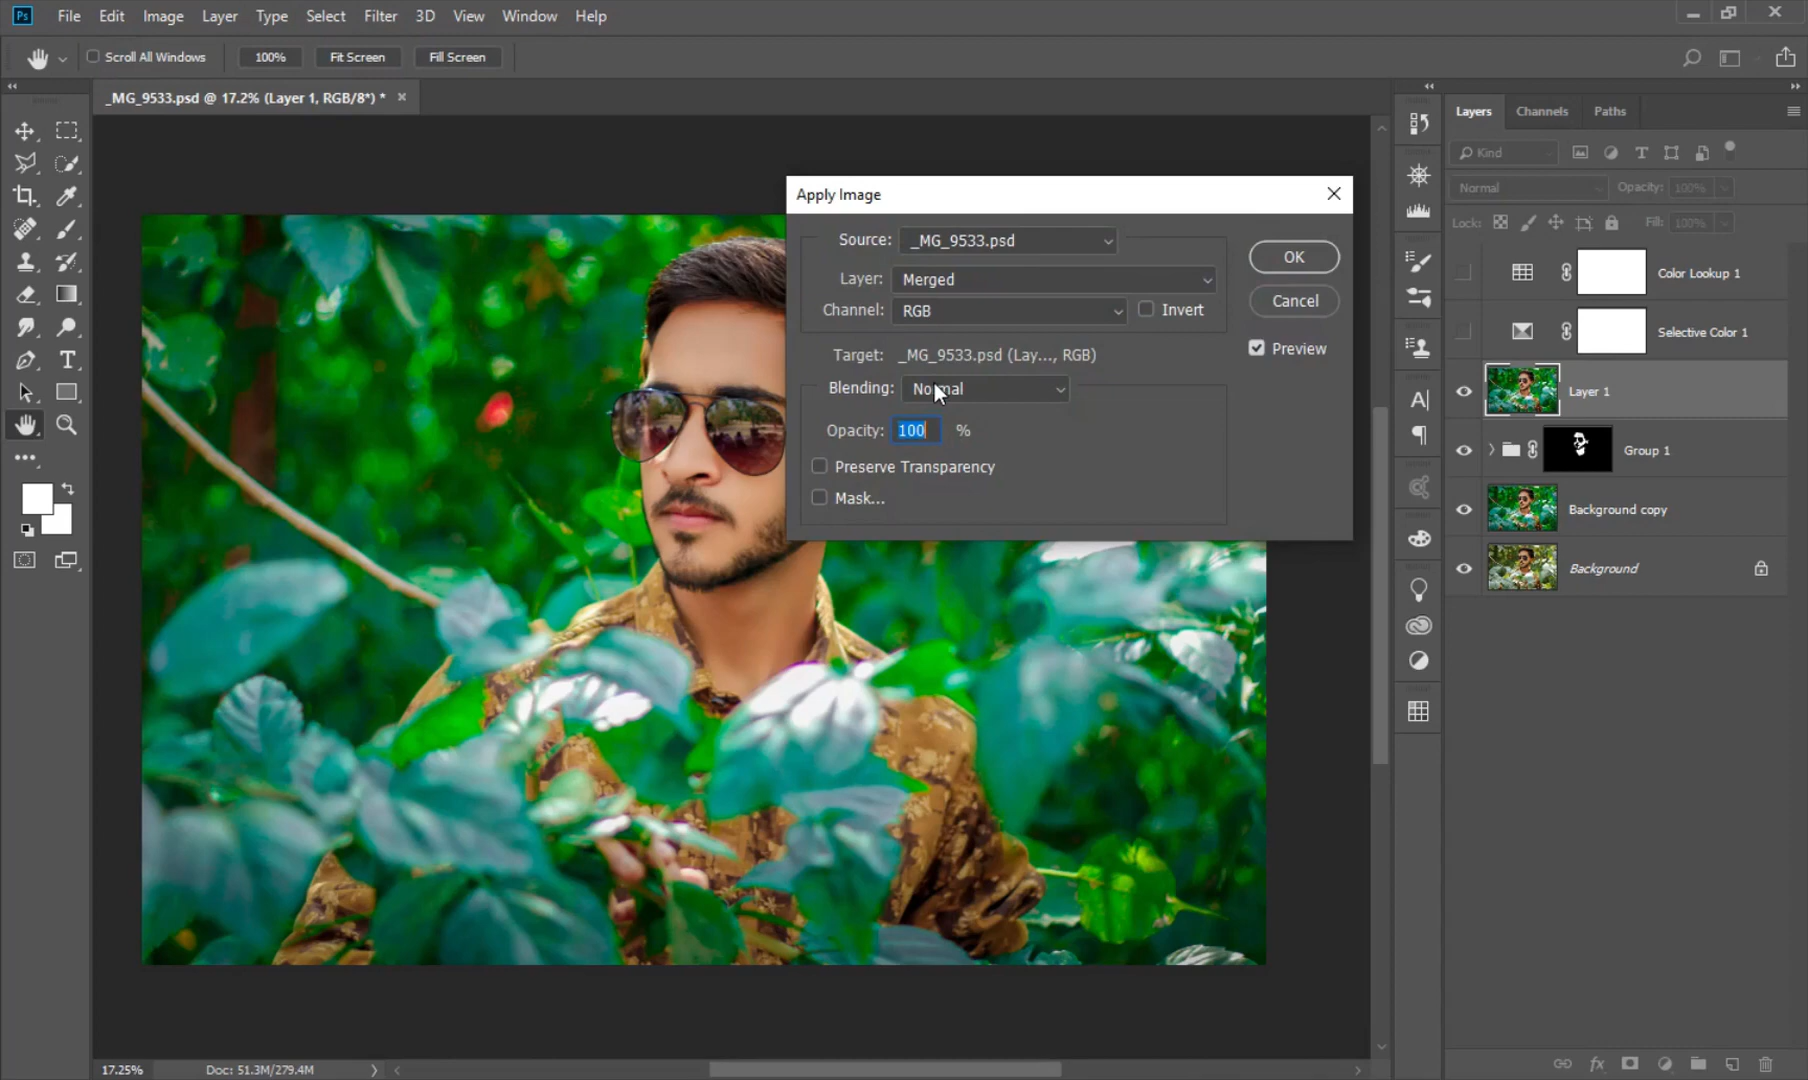 Ps File Edit Image Layer Type Select Filter 3D View Window Help
Scroll All Windows 100% Fit Screen Fill Screen
_MG_9533.psd @ 17.2% (Layer 1, RGB/8*) *
Layers Channels Paths
Kind
Normal Opacity: 100%
Lock: Fill: 100%
Color Lookup 1
Selective Color 1
Layer 1
Group 1
Background copy
Background
Apply Image
Source: _MG_9533.psd
Layer: Merged
Channel: RGB Invert
Target: _MG_9533.psd (Lay..., RGB)
Blending: Normal
Opacity: 100 %
Preserve Transparency
Mask...
OK
Cancel
Preview
17.25% Doc: 51.3M/279.4M